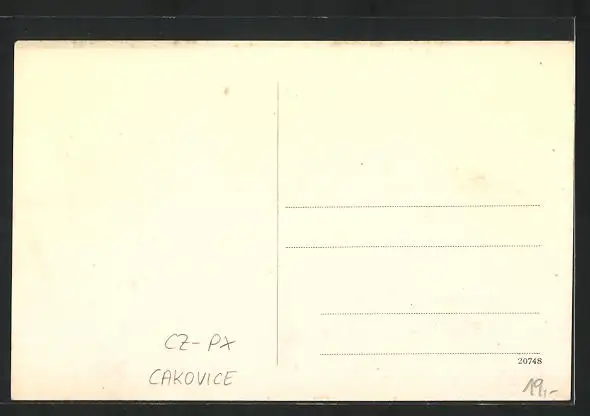 CZ-PX
CAKOVICE
20748
19,-